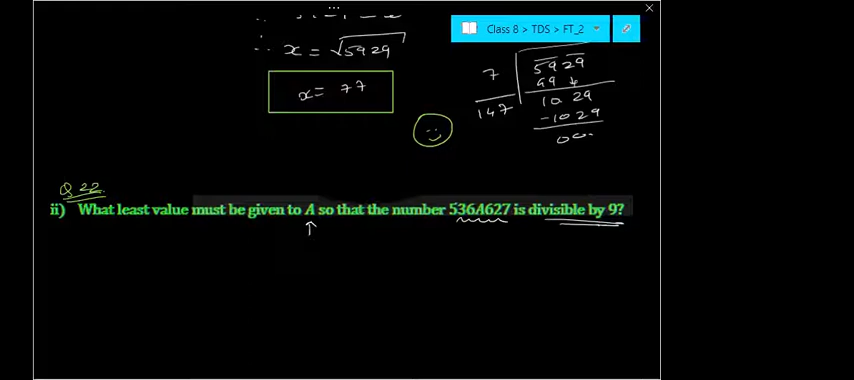 Class 8 > TDS > FT_2
∴ x = √5929
x = 77
7 5929
49
147 1029
-1029
00
Q 22
ii) What least value must be given to A so that the number 536A627 is divisible by 9?